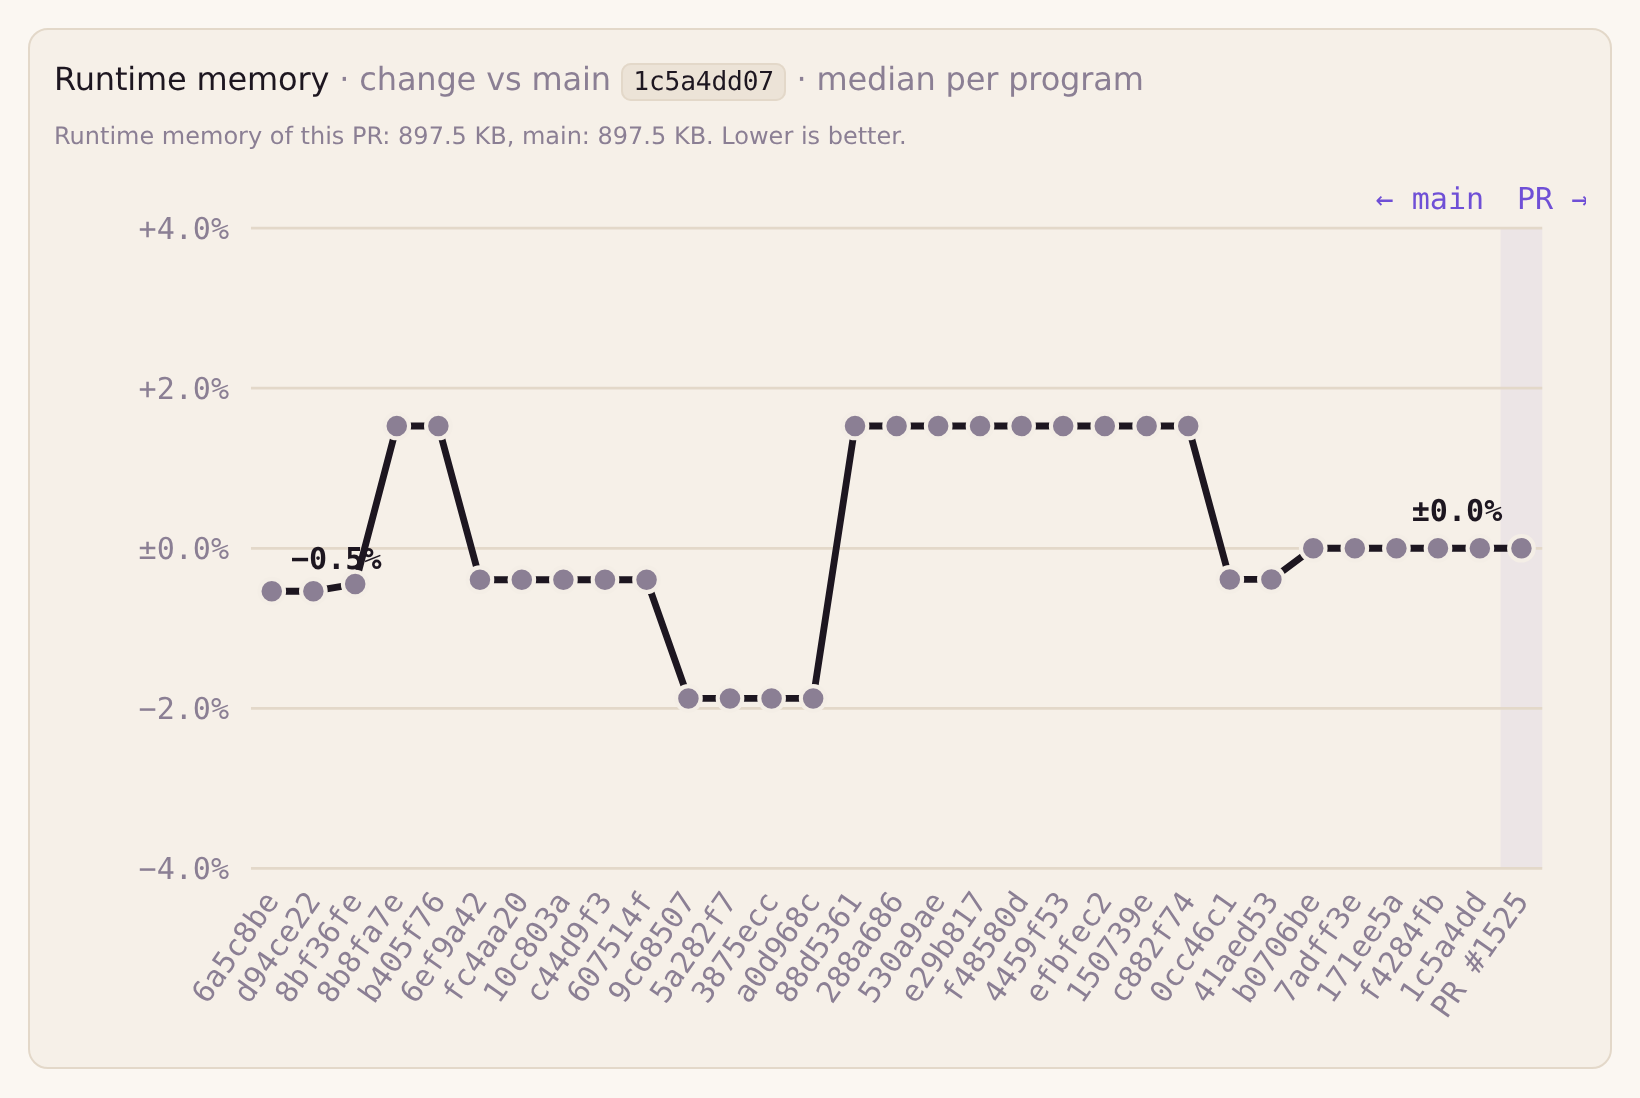 Runtime memory · change vs main 1c5a4dd07 · median per program
Runtime memory of this PR: 897.5 KB, main: 897.5 KB. Lower is better.
← main PR →
+4.0%
+2.0%
±0.0%
−2.0%
−4.0%
−0.5%
±0.0%
6a5c8be
d94ce22
8bf36fe
8b8fa7e
b405f76
6ef9a42
fc4aa20
10c803a
c44d9f3
607514f
9c68507
5a282f7
3875ecc
a0d968c
88d5361
288a686
530a9ae
e29b817
f48580d
4459f53
efbfec2
150739e
c882f74
0cc46c1
41aed53
b0706be
7adff3e
171ee5a
f4284fb
1c5a4dd
PR #1525